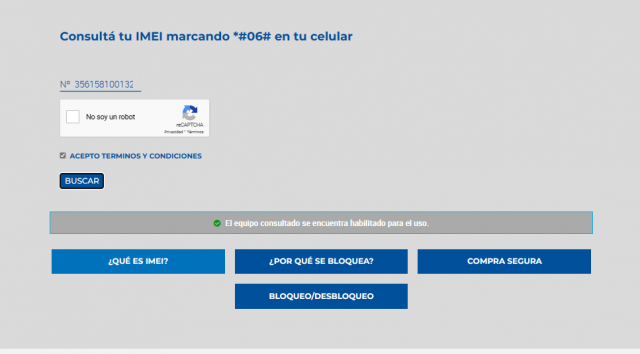 Consultá tu IMEI marcando *#06# en tu celular
Nº 356158100132
No soy un robot
reCAPTCHA
Privacidad * Términos
ACEPTO TERMINOS Y CONDICIONES
BUSCAR
El equipo consultado se encuentra habilitado para el uso.
¿QUÉ ES IMEI?
¿POR QUÉ SE BLOQUEA?
COMPRA SEGURA
BLOQUEO/DESBLOQUEO